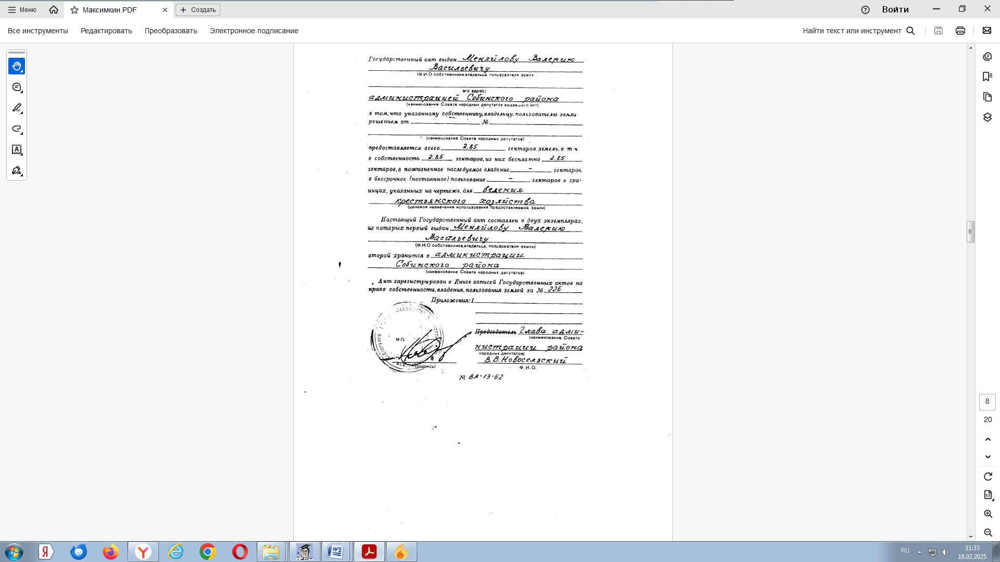 Меню
Максимкин.PDF
Создать
Войти
Все инструменты
Редактировать
Преобразовать
Электронное подписание
Найти текст или инструмент
Государственный акт выдан Меняйлову Валерию
Васильевичу
(Ф.И.О собственника,владельца, пользователя земли,
его адрес)
администрацией Собинского района
(наименование Совета народных депутатов,выдавшего акт)
в том, что указанному собственнику, владельцу, пользователю земли
решением от №
(наименование Совета народных депутатов)
предоставляется всего 2.85 гектаров земель, в т.ч.
в собственность 2.85 гектаров, из них бесплатно 2.85
гектаров, в пожизненное наследуемое владение – гектаров,
в бессрочное (постоянное) пользование – гектаров в гра-
ницах, указанных на чертеже, для ведения
крестьянского хозяйства
(целевое назначение использования предоставляемой земли)
Настоящий Государственный акт составлен в двух экземплярах,
из которых первый выдан Меняйлову Валерию
Васильевичу
(Ф.И.О собственника,владельца, пользователя земли)
второй хранится в администрации
Собинского района
(наименование Совета народных депутатов)
Акт зарегистрирован в Книге записей Государственных актов на
право собственности, владения, пользования землей за № 226
Приложения: 1.
Председатель Глава адми-
(наименование Совета
М.П.
нистрации района
народных депутатов)
В.В.Новосельский
(подпись)
Ф.И.О.
№ ВЛ-13-62
8
20
RU
11:33
18.02.2025